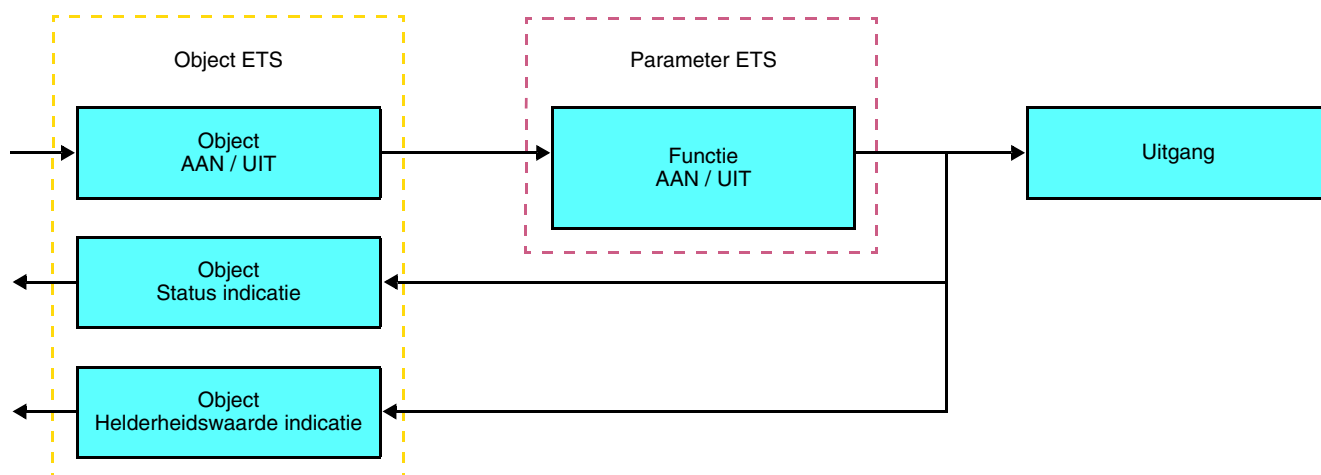 Object ETS
Parameter ETS
Object
AAN / UIT
Functie
AAN / UIT
Uitgang
Object
Status indicatie
Object
Helderheidswaarde indicatie